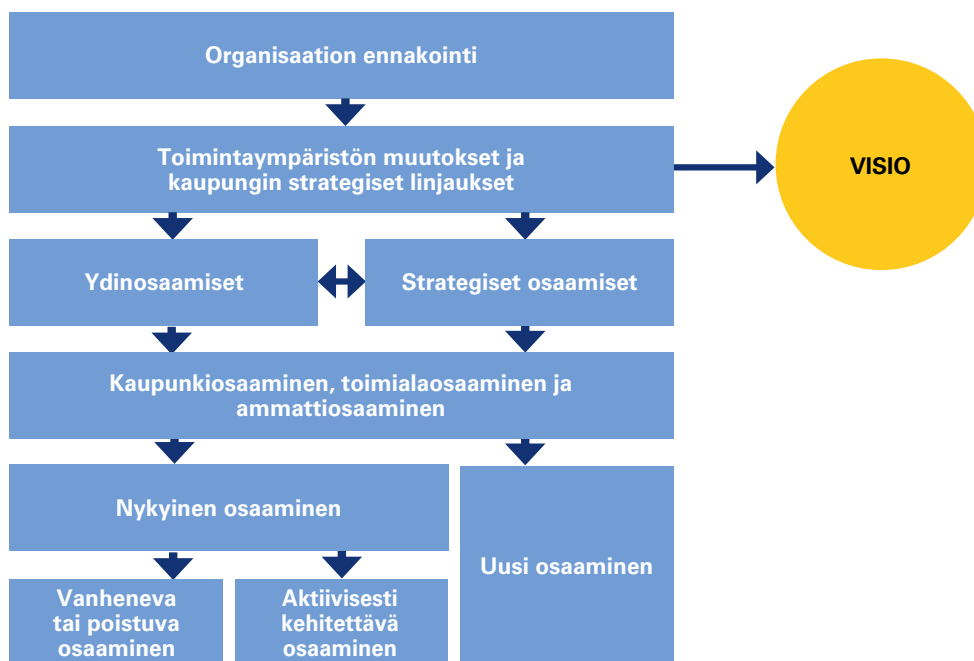 Organisaation ennakointi
Toimintaympäristön muutokset ja
kaupungin strategiset linjaukset
VISIO
Ydinosaamiset
Strategiset osaamiset
Kaupunkiosaaminen, toimialaosaaminen ja
ammattiosaaminen
Nykyinen osaaminen
Uusi osaaminen
Vanheneva
tai poistuva
osaaminen
Aktiivisesti
kehitettävä
osaaminen